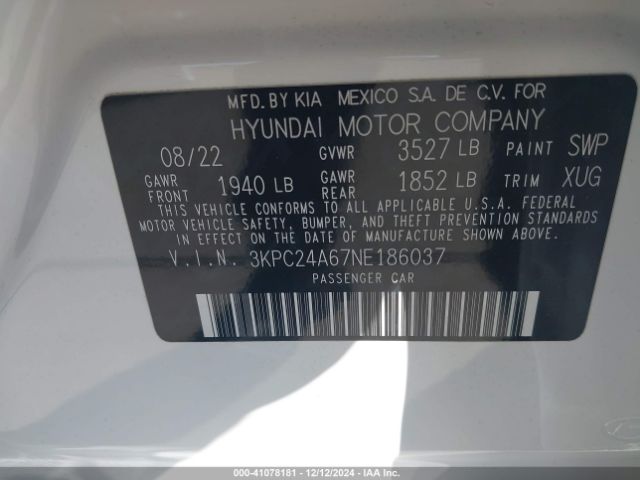 MFD. BY KIA MEXICO S.A. DE C.V. FOR
HYUNDAI MOTOR COMPANY
08/22 GVWR 3527 LB PAINT SWP
GAWR FRONT 1940 LB GAWR REAR 1852 LB TRIM XUG
THIS VEHICLE CONFORMS TO ALL APPLICABLE U.S.A. FEDERAL
MOTOR VEHICLE SAFETY, BUMPER, AND THEFT PREVENTION STANDARDS
IN EFFECT ON THE DATE OF MANUFACTURE SHOWN ABOVE.
V.I.N. 3KPC24A67NE186037
PASSENGER CAR
000-41078181 - 12/12/2024 - IAA Inc.